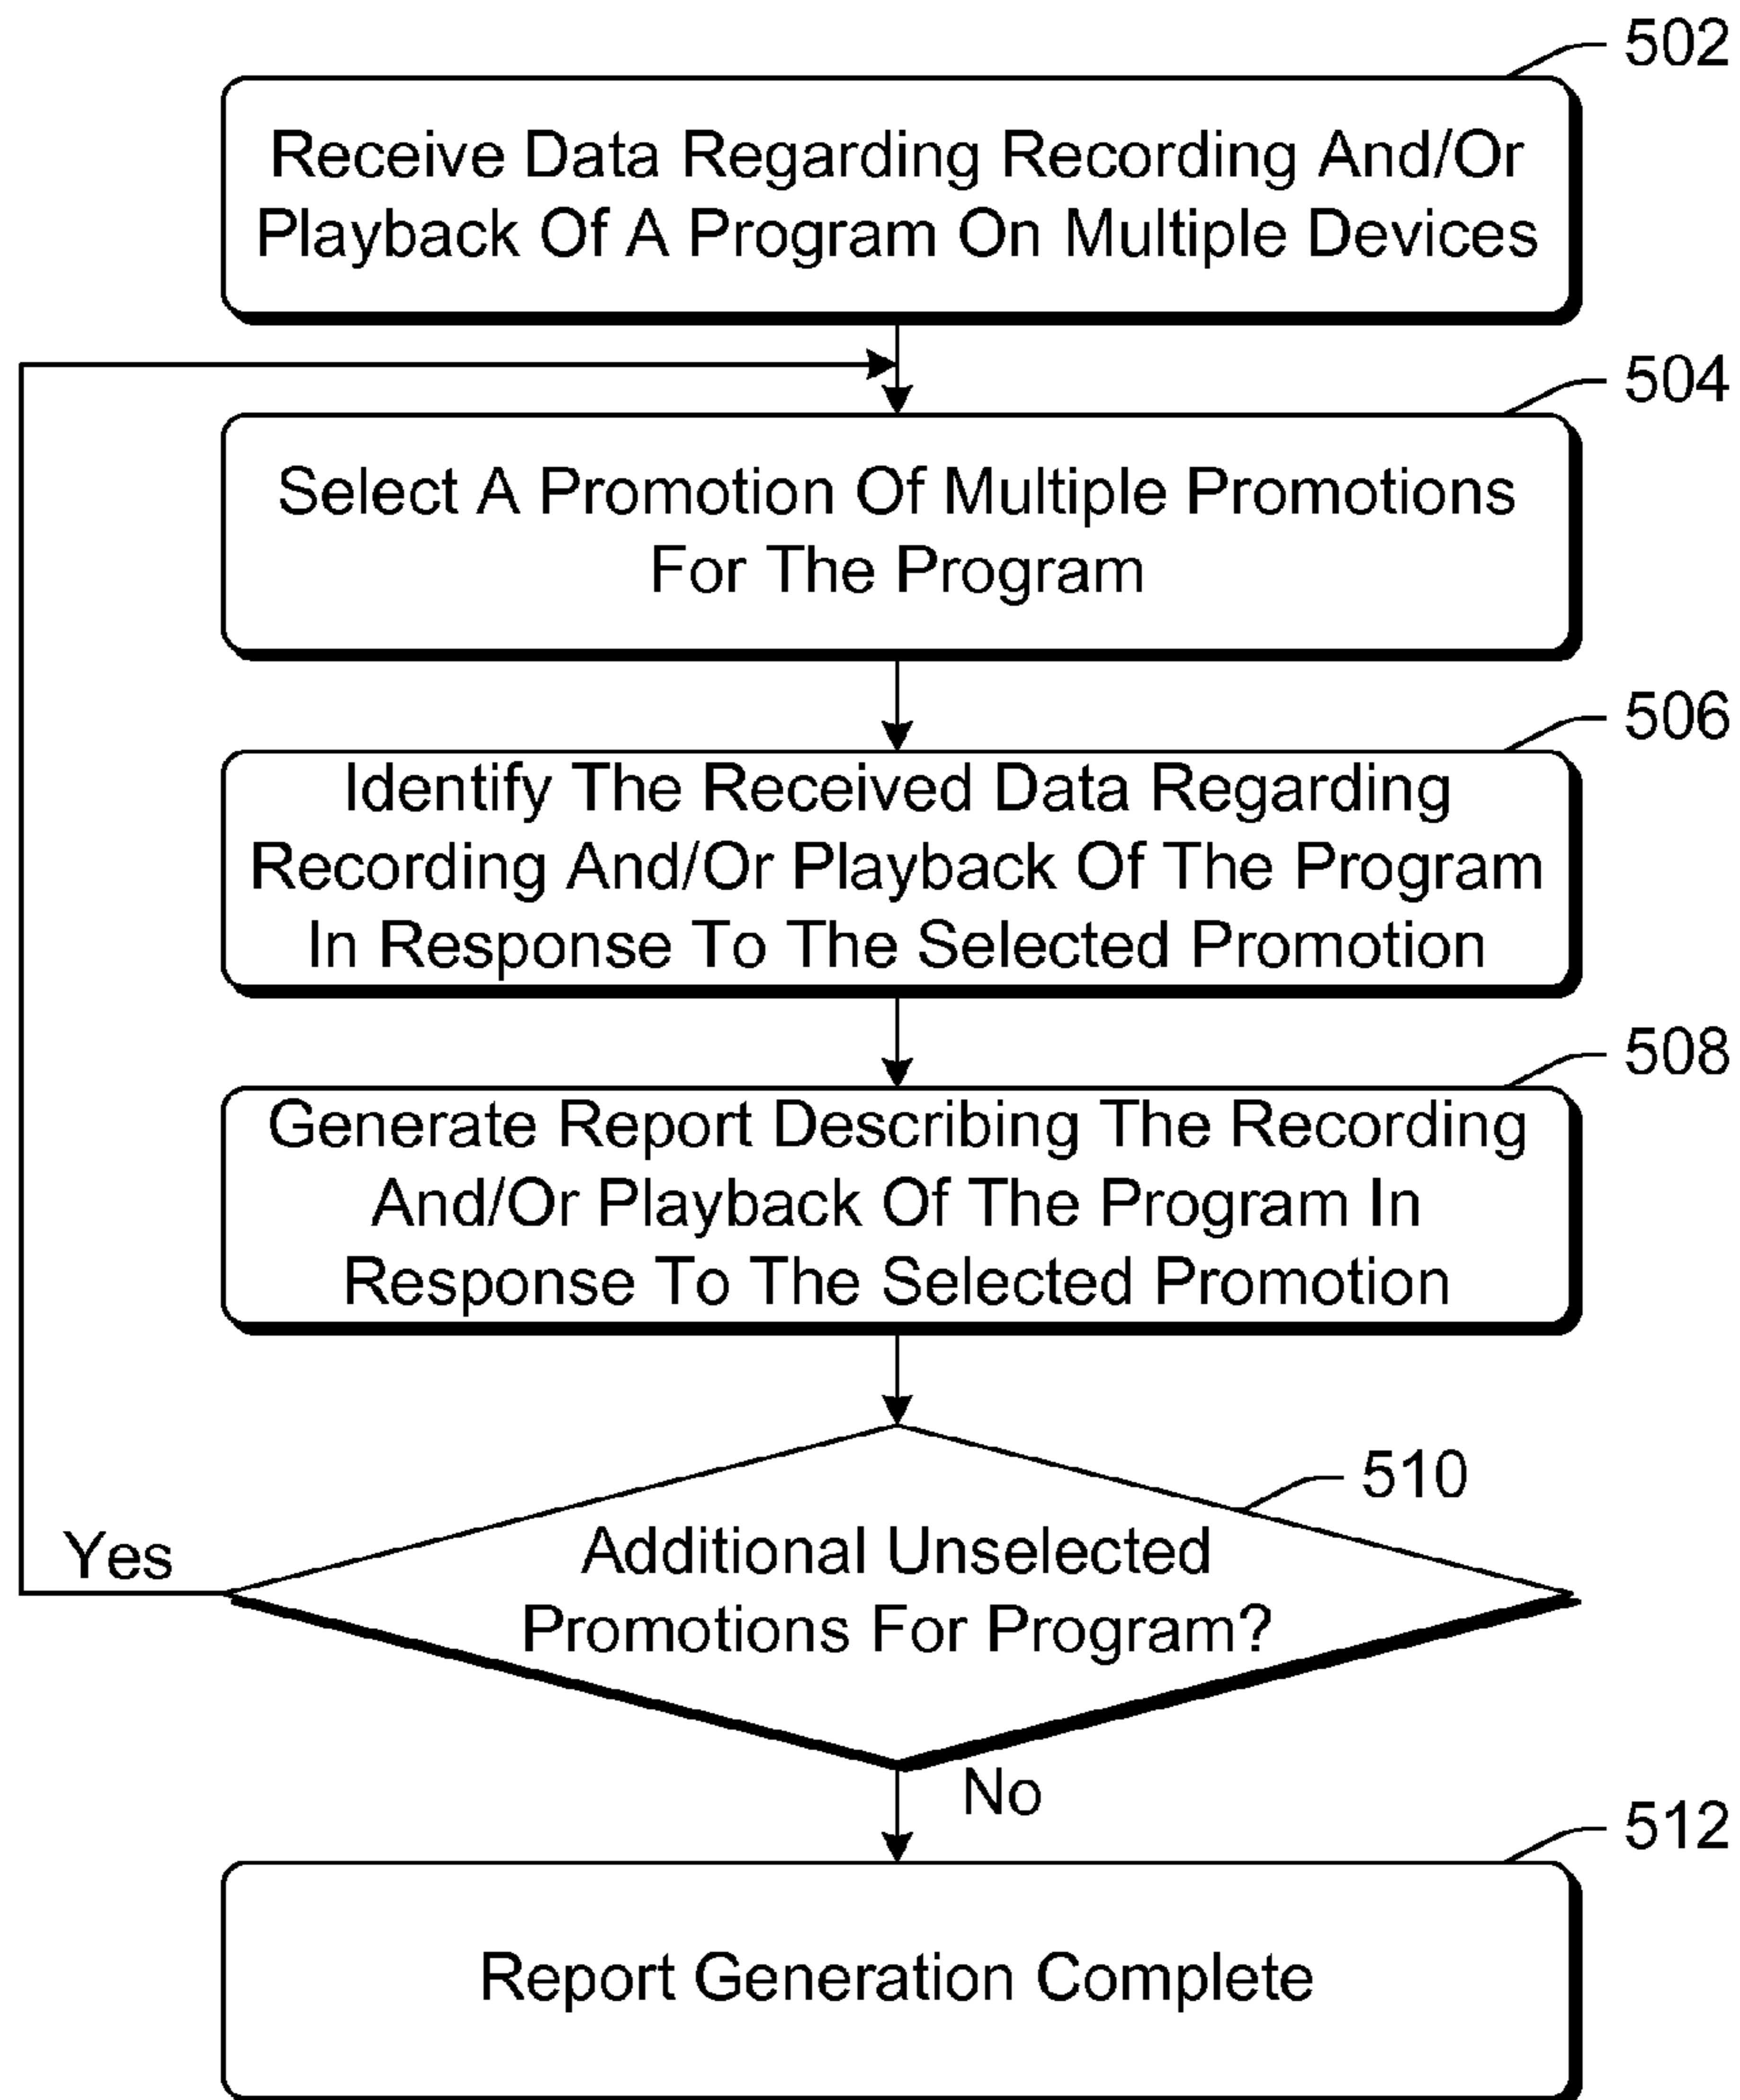 502
Receive Data Regarding Recording And/Or
Playback Of A Program On Multiple Devices
504
Select A Promotion Of Multiple Promotions
For The Program
506
Identify The Received Data Regarding
Recording And/Or Playback Of The Program
In Response To The Selected Promotion
508
Generate Report Describing The Recording
And/Or Playback Of The Program In
Response To The Selected Promotion
510
Additional Unselected
Promotions For Program?
Yes
No
512
Report Generation Complete